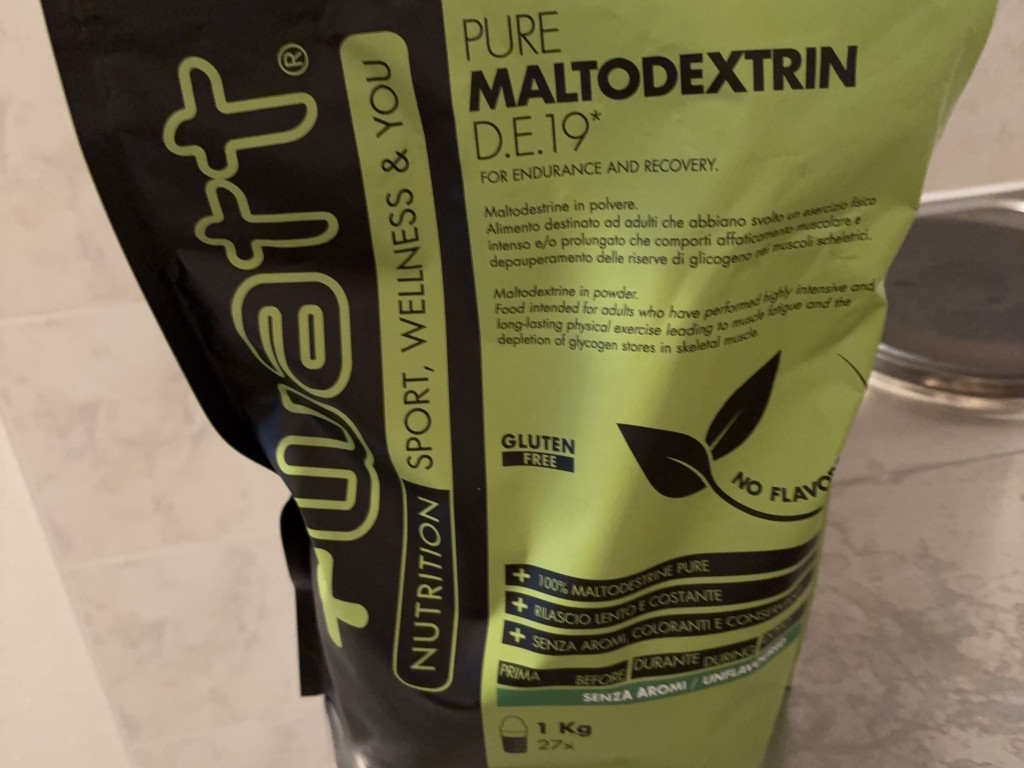 +watt®
NUTRITION SPORT, WELLNESS & YOU
PURE
MALTODEXTRIN
D.E.19*
FOR ENDURANCE AND RECOVERY.
Maltodestrine in polvere.
Alimento destinato ad adulti che abbiano svolto un esercizio fisico
intenso e/o prolungato che comporti affaticamento muscolare e
depauperamento delle riserve di glicogeno nei muscoli scheletrici.
Maltodextrine in powder.
Food intended for adults who have performed highly intensive and
long-lasting physical exercise leading to muscle fatigue and the
depletion of glycogen stores in skeletal muscle.
GLUTEN
FREE
NO FLAVO
+ 100% MALTODESTRINE PURE
+ RILASCIO LENTO E COSTANTE
+ SENZA AROMI, COLORANTI E
PRIMA BEFORE DURANTE DURING
SENZA AROMI / UNFLAVOURED
1 Kg
27x